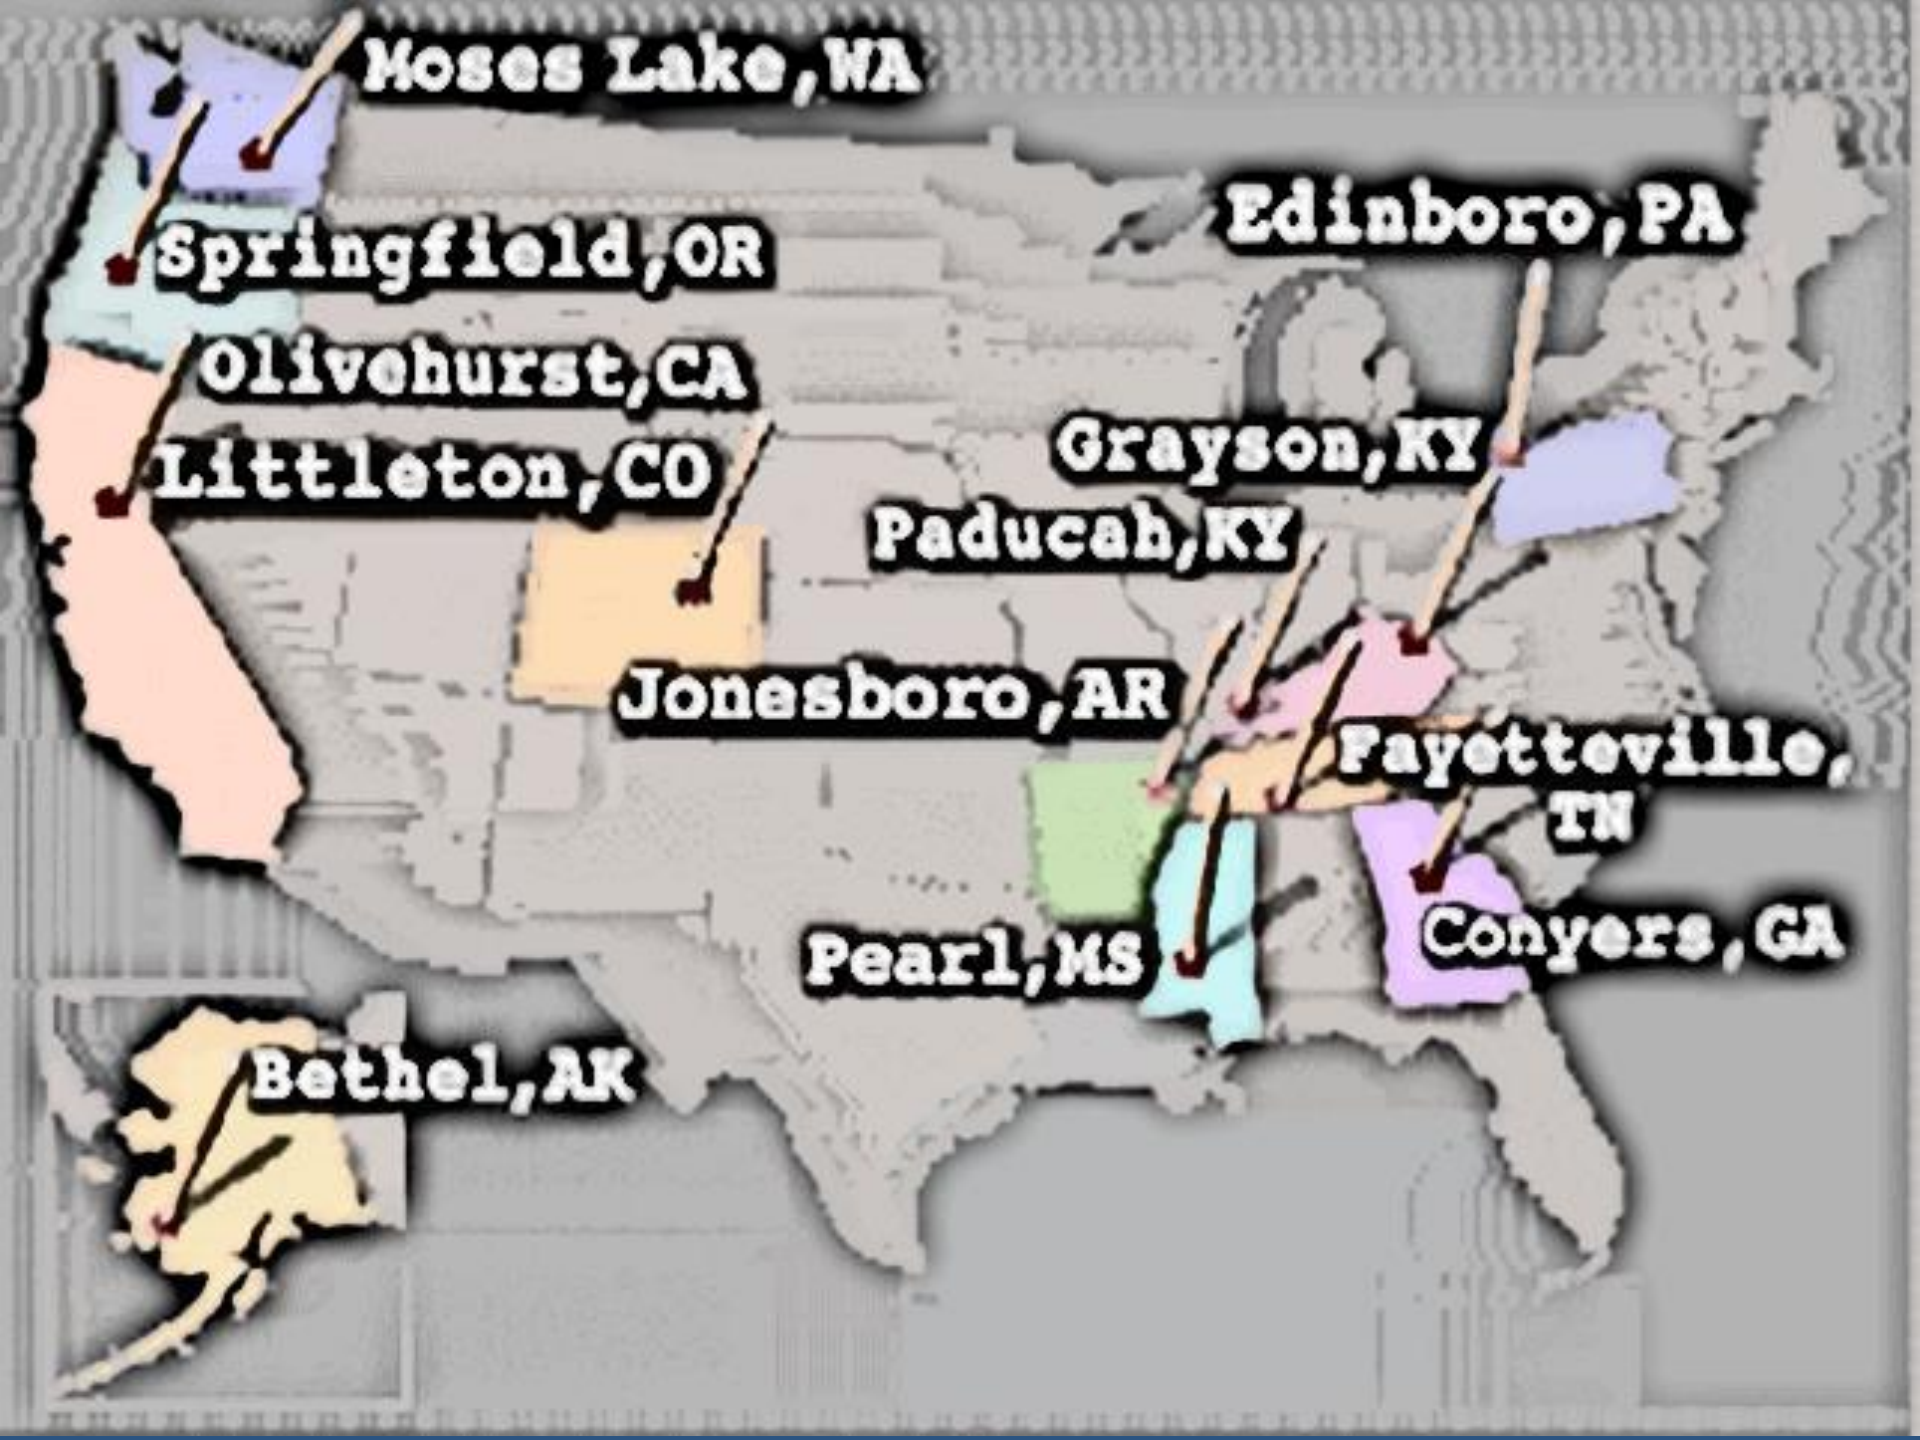 Moses Lake,WA
Edinboro,PA
Springfield,OR
Olivehurst,CA
Grayson,KY
Littleton,CO
Paducah,KY
Jonesboro,AR
Fayetteville,
TN
Conyers,GA
Pearl,MS
Bethel,AK